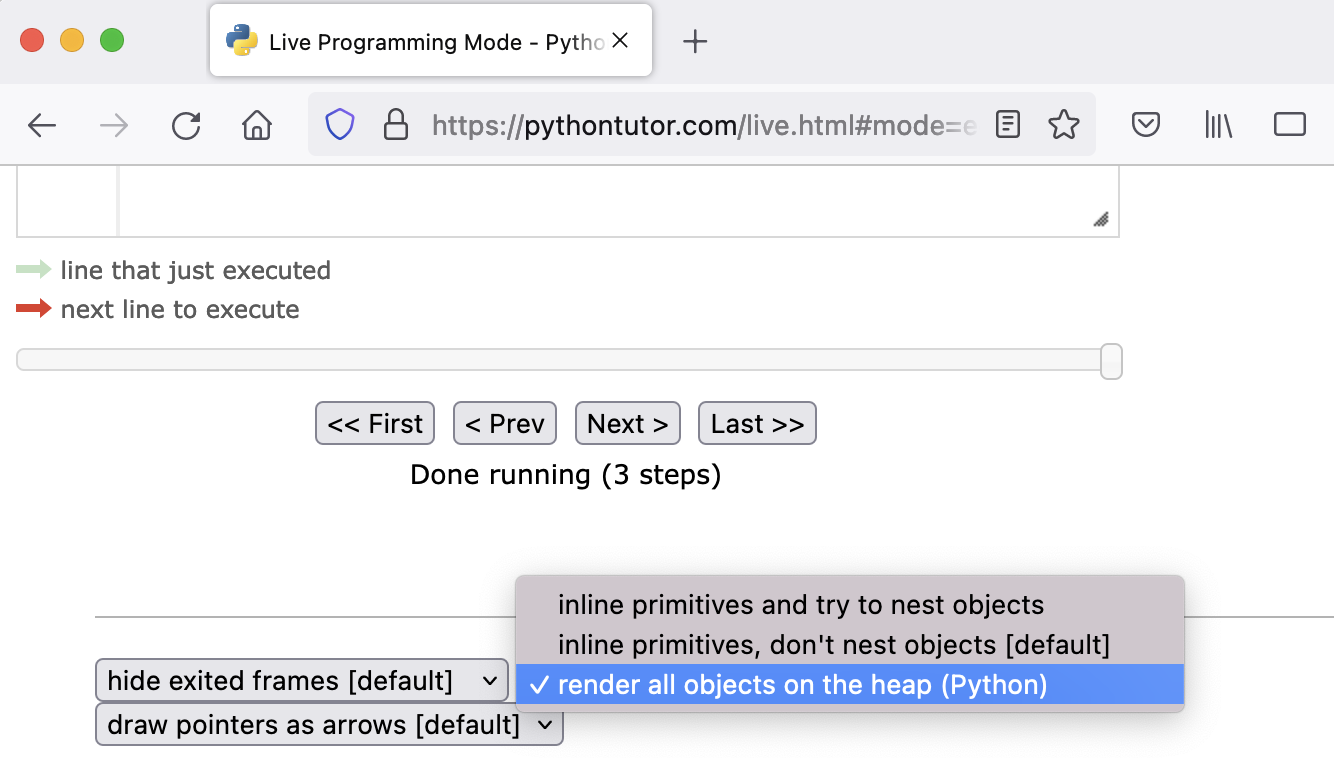 Live Programming Mode - Pytho
https://pythontutor.com/live.html#mode=e
line that just executed
next line to execute
<< First < Prev Next > Last >>
Done running (3 steps)
inline primitives and try to nest objects
inline primitives, don't nest objects [default]
hide exited frames [default] ✓ render all objects on the heap (Python)
draw pointers as arrows [default]